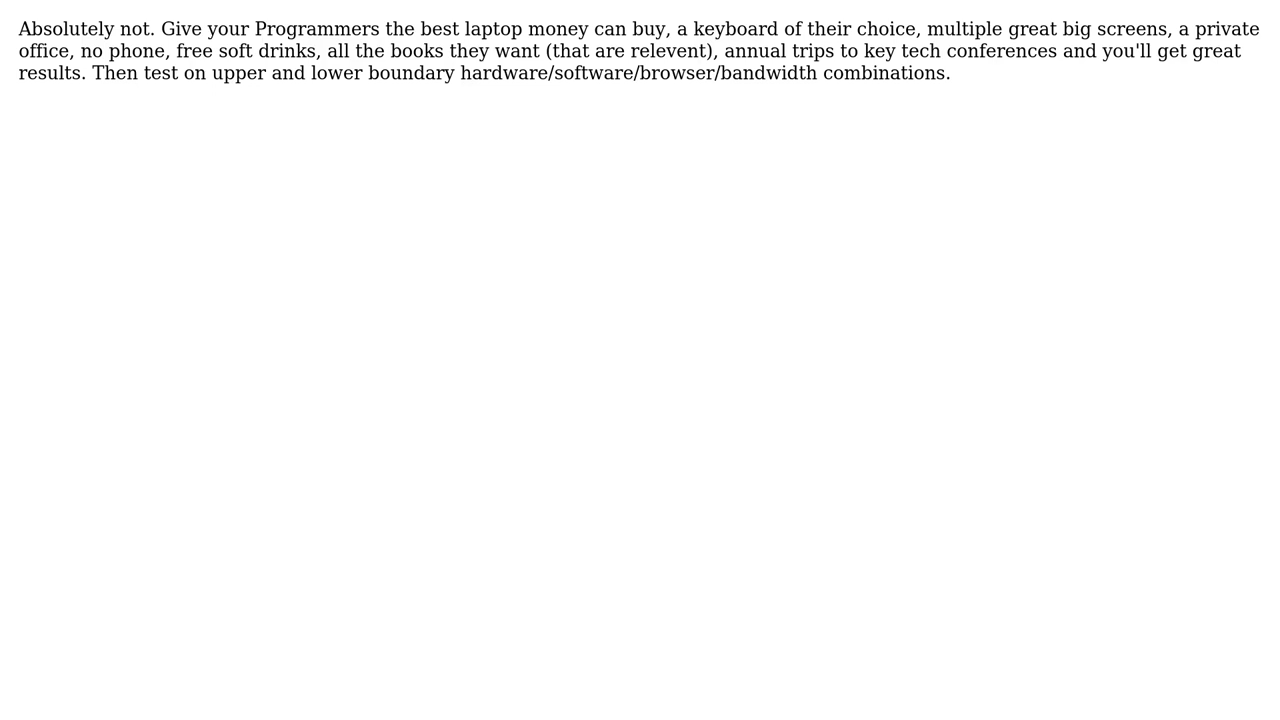 Absolutely not. Give your Programmers the best laptop money can buy, a keyboard of their choice, multiple great big screens, a private
office, no phone, free soft drinks, all the books they want (that are relevent), annual trips to key tech conferences and you'll get great
results. Then test on upper and lower boundary hardware/software/browser/bandwidth combinations.